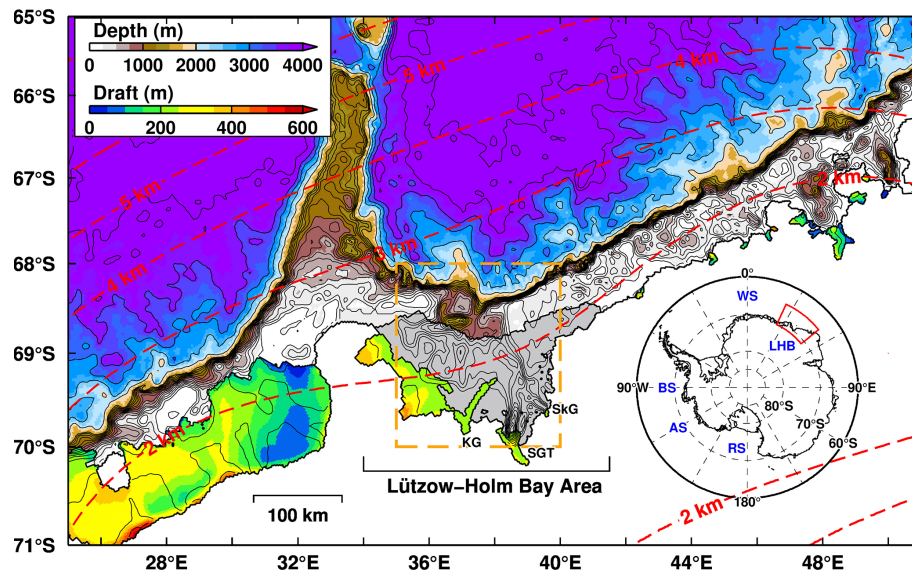 65°S
66°S
67°S
68°S
69°S
70°S
71°S
Depth (m)
0 1000 2000 3000 4000
Draft (m)
0 200 400 600
5 km
4 km
5 km
4 km
3 km
2 km
2 km
2 km
KG
SGT
SkG
Lützow–Holm Bay Area
100 km
0°
WS
LHB
90°W
BS
90°E
80°S
AS
70°S
RS
60°S
180°
28°E 32°E 36°E 40°E 44°E 48°E